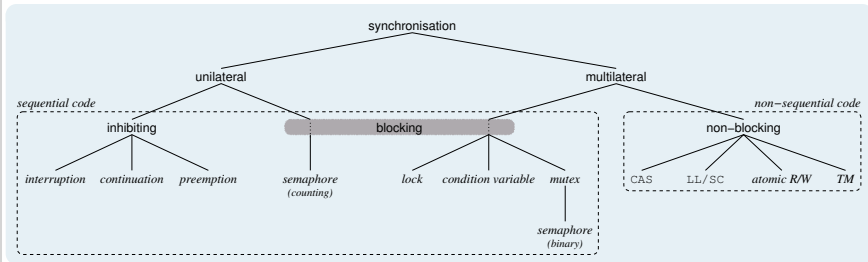 synchronisation
unilateral
multilateral
sequential code
non−sequential code
inhibiting
blocking
non−blocking
interruption
continuation
preemption
semaphore
(counting)
lock
condition variable
mutex
CAS
LL/SC
atomic R/W
TM
semaphore
(binary)